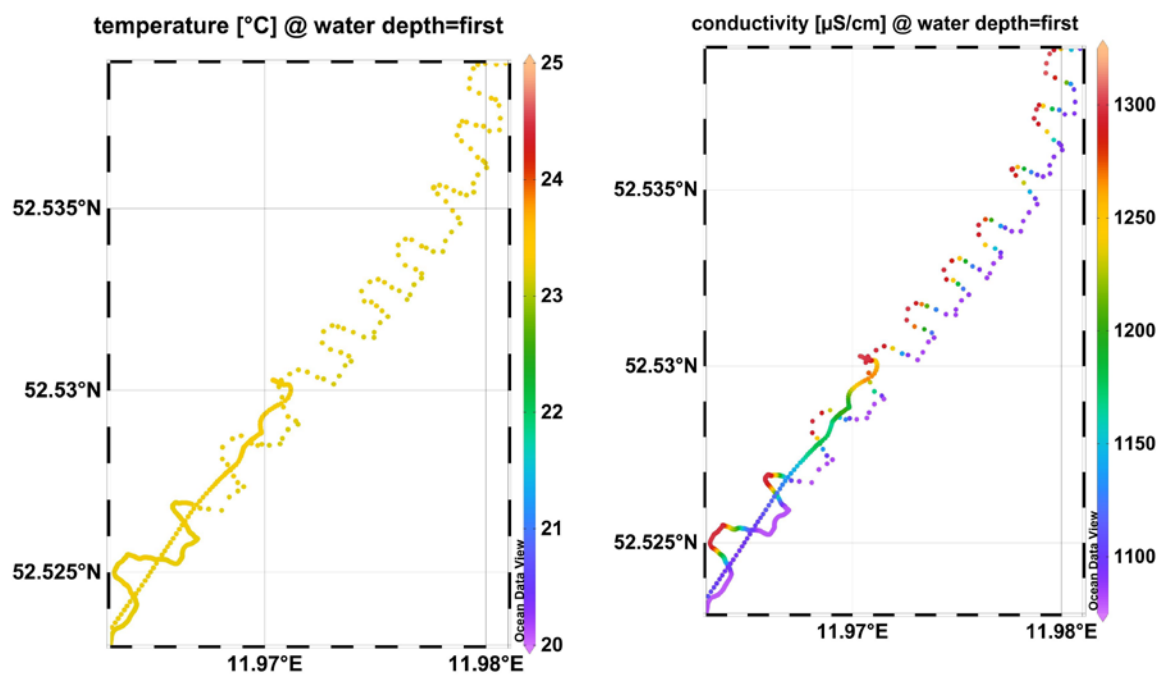 temperature [°C] @ water depth=first
52.535°N
52.53°N
52.525°N
11.97°E
11.98°E
25
24
23
22
21
20
Ocean Data View
conductivity [µS/cm] @ water depth=first
52.535°N
52.53°N
52.525°N
11.97°E
11.98°E
1300
1250
1200
1150
1100
Ocean Data View